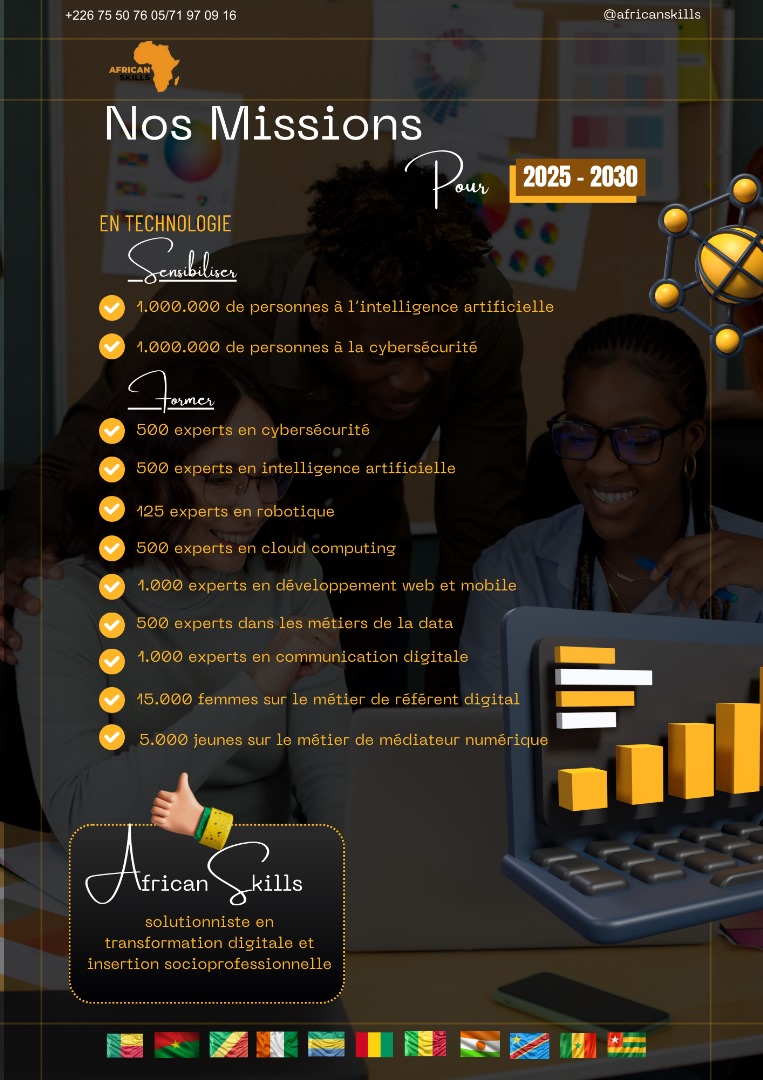 +226 75 50 76 05/71 97 09 16
@africanskills
AFRICAN
SKILLS
Nos Missions
Pour
2025 - 2030
EN TECHNOLOGIE
Sensibiliser
1.000.000 de personnes à l'intelligence artificielle
1.000.000 de personnes à la cybersécurité
Former
500 experts en cybersécurité
500 experts en intelligence artificielle
125 experts en robotique
500 experts en cloud computing
1.000 experts en développement web et mobile
500 experts dans les métiers de la data
1.000 experts en communication digitale
15.000 femmes sur le métier de référent digital
5.000 jeunes sur le métier de médiateur numérique
African Skills
solutionniste en
transformation digitale et
insertion socioprofessionnelle